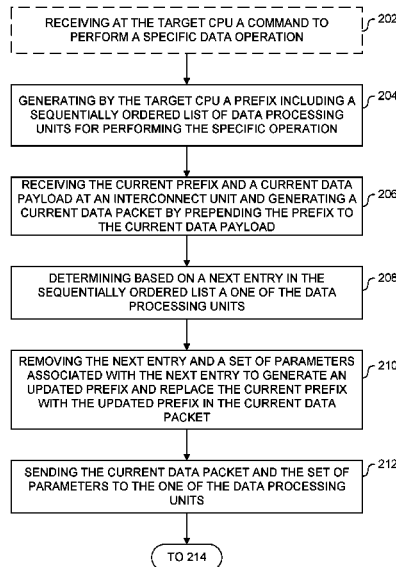 RECEIVING AT THE TARGET CPU A COMMAND TO
PERFORM A SPECIFIC DATA OPERATION
202
GENERATING BY THE TARGET CPU A PREFIX INCLUDING A
SEQUENTIALLY ORDERED LIST OF DATA PROCESSING
UNITS FOR PERFORMING THE SPECIFIC OPERATION
204
RECEIVING THE CURRENT PREFIX AND A CURRENT DATA
PAYLOAD AT AN INTERCONNECT UNIT AND GENERATING A
CURRENT DATA PACKET BY PREPENDING THE PREFIX TO
THE CURRENT DATA PAYLOAD
206
DETERMINING BASED ON A NEXT ENTRY IN THE
SEQUENTIALLY ORDERED LIST A ONE OF THE DATA
PROCESSING UNITS
208
REMOVING THE NEXT ENTRY AND A SET OF PARAMETERS
ASSOCIATED WITH THE NEXT ENTRY TO GENERATE AN
UPDATED PREFIX AND REPLACE THE CURRENT PREFIX
WITH THE UPDATED PREFIX IN THE CURRENT DATA
PACKET
210
SENDING THE CURRENT DATA PACKET AND THE SET OF
PARAMETERS TO THE ONE OF THE DATA PROCESSING
UNITS
212
TO 214